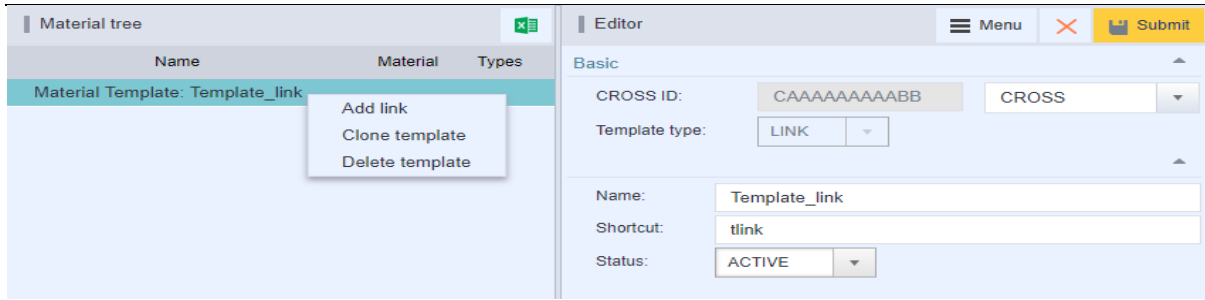 Material tree
Name Material Types
Material Template: Template_link
Add link
Clone template
Delete template
Editor Menu Submit
Basic
CROSS ID: CAAAAAAAAABB CROSS
Template type: LINK
Name: Template_link
Shortcut: tlink
Status: ACTIVE